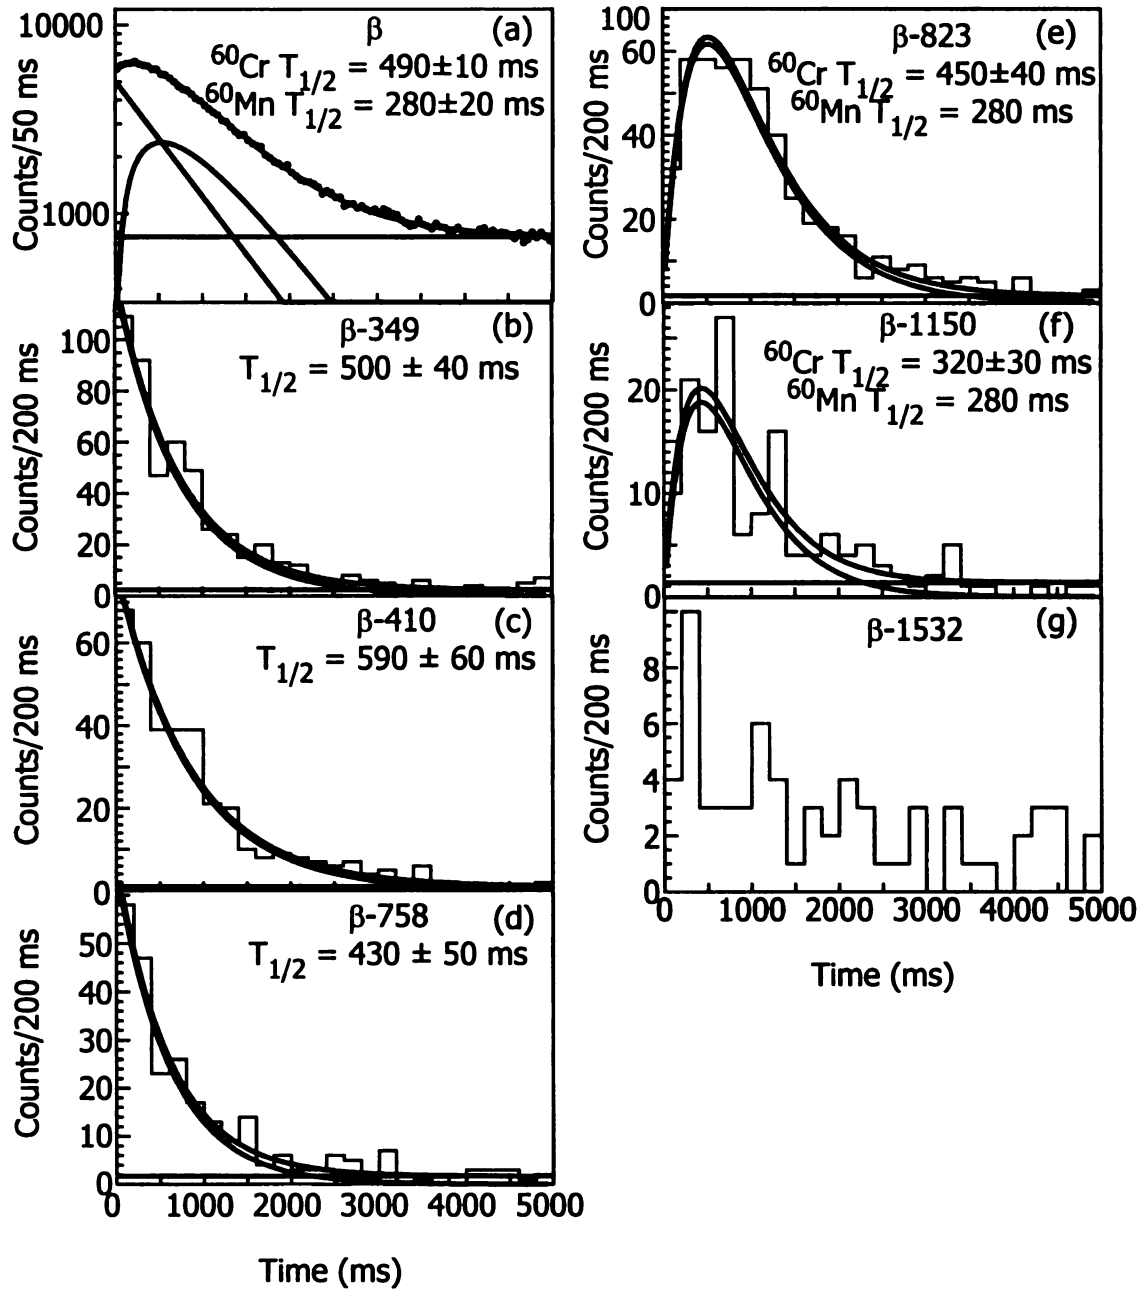 10000
1000
Counts/50 ms
β (a)
60Cr T1/2 = 490±10 ms
60Mn T1/2 = 280±20 ms
100
80
60
40
20
0
Counts/200 ms
β-349 (b)
T1/2 = 500 ± 40 ms
60
40
20
0
Counts/200 ms
β-410 (c)
T1/2 = 590 ± 60 ms
50
40
30
20
10
0
Counts/200 ms
β-758 (d)
T1/2 = 430 ± 50 ms
0 1000 2000 3000 4000 5000
Time (ms)
100
60
40
20
0
Counts/200 ms
β-823 (e)
60Cr T1/2 = 450±40 ms
60Mn T1/2 = 280 ms
20
10
0
Counts/200 ms
β-1150 (f)
60Cr T1/2 = 320±30 ms
60Mn T1/2 = 280 ms
8
6
4
2
0
Counts/200 ms
β-1532 (g)
0 1000 2000 3000 4000 5000
Time (ms)